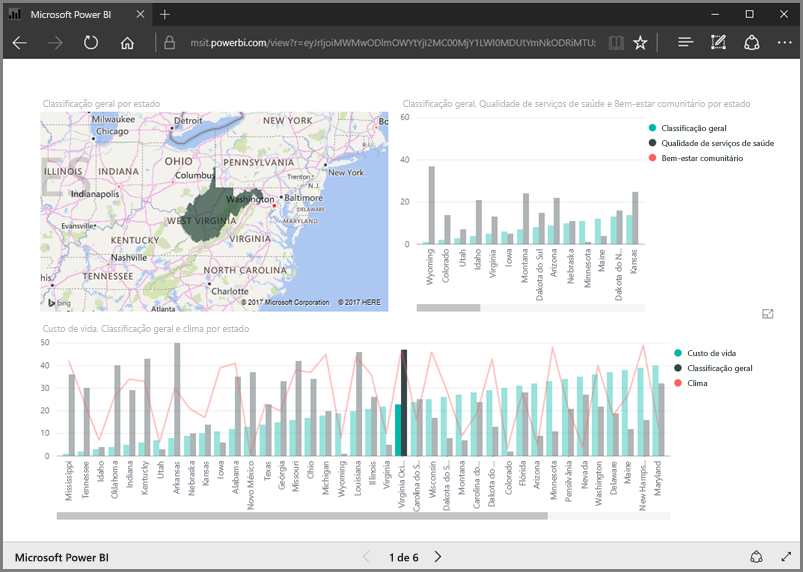 Microsoft Power BI
msit.powerbi.com/view?r=eyJrIjoiMWMwODlmOWYtYjI2MC00MjY1LWI0MDUtYmNkODRiMTU:
Classificação geral por estado
Milwaukee
Chicago
Detroit
NEW YORK
Bo
ES
ILLINOIS
INDIANA
OHIO
PENNSYLVANIA
R.I.
Indianapolis
Columbus
Trenton
New York
N.J.
Washington
Baltimore
DELAWARE
MARYLAND
Evansville
WEST VIRGINIA
KENTUCKY
VIRGINIA
Nashville
TENNESSEE
NORTH CAROLINA
his
Charlotte
bing
Atlanta
© 2017 Microsoft Corporation © 2017 HERE
Classificação geral, Qualidade de serviços de saúde e Bem-estar comunitário por estado
60
40
20
0
Wyoming
Colorado
Utah
Idaho
Virginia
Iowa
Montana
Dakota do Sul
Arizona
Nebraska
Minnesota
Maine
Dakota do N...
Kansas
Classificação geral
Qualidade de serviços de saúde
Bem-estar comunitário
Custo de vida. Classificação geral e clima por estado
50
40
30
20
10
0
Mississippi
Tennessee
Idaho
Oklahoma
Indiana
Kentucky
Utah
Arkansas
Nebraska
Kansas
Iowa
Alabama
Novo México
Texas
Geórgia
Missouri
Ohio
Michigan
Wyoming
Louisiana
Illinois
Virginia
Virginia Oci...
Carolina do S...
Wisconsin
Dakota do S...
Montana
Carolina do...
Dakota do...
Colorado
Flórida
Arizona
Minnesota
Pensilvânia
Nevada
Washington
Delaware
Maine
New Hamps...
Maryland
Custo de vida
Classificação geral
Clima
Microsoft Power BI
1 de 6